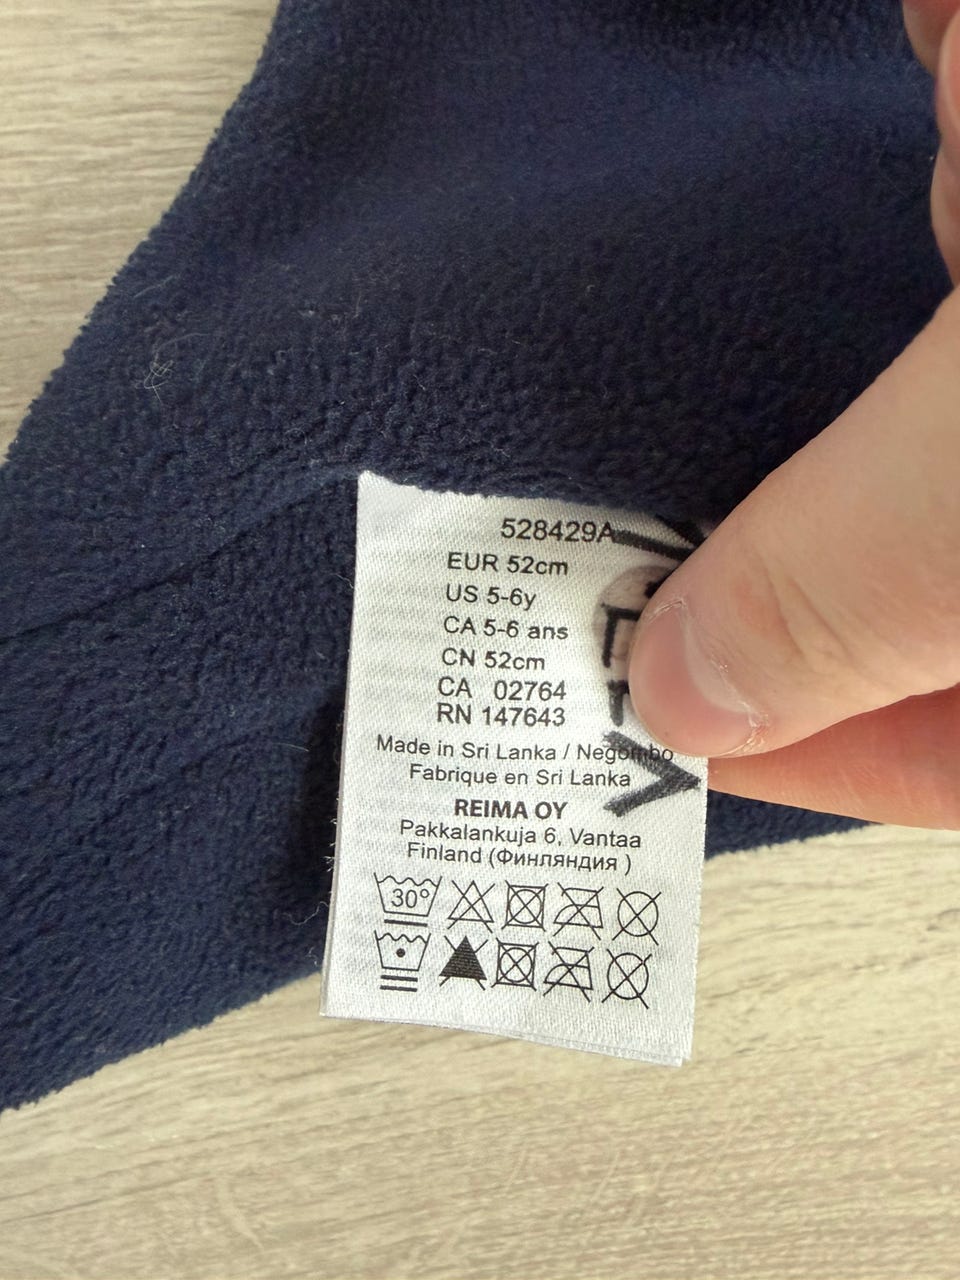 528429A
EUR 52cm
US 5-6y
CA 5-6 ans
CN 52cm
CA 02764
RN 147643
Made in Sri Lanka / Negombo
Fabrique en Sri Lanka
REIMA OY
Pakkalankuja 6, Vantaa
Finland (Финляндия )
30°